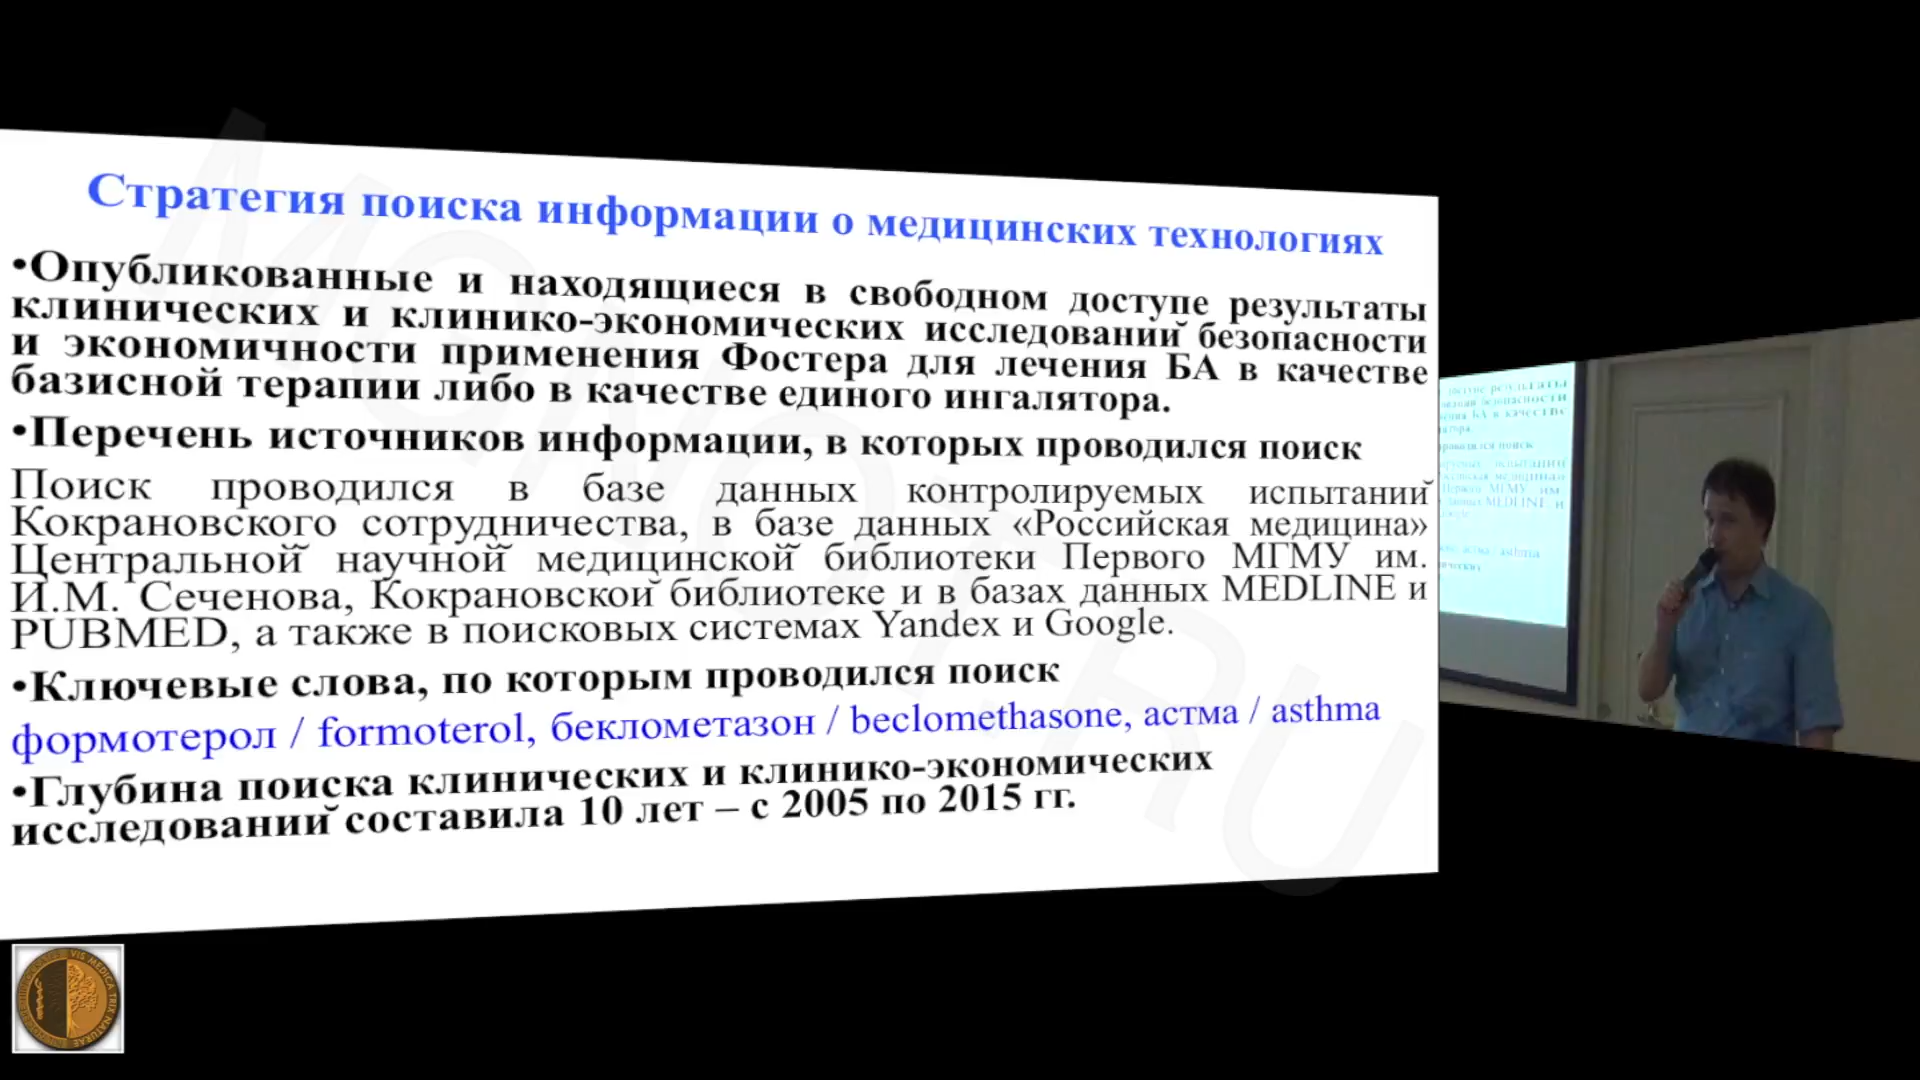 Стратегия поиска информации о медицинских технологиях
•Опубликованные и находящиеся в свободном доступе результаты
клинических и клинико-экономических исследований безопасности
и экономичности применения Фостера для лечения БА в качестве
базисной терапии либо в качестве единого ингалятора.
•Перечень источников информации, в которых проводился поиск
Поиск проводился в базе данных контролируемых испытаний
Кокрановского сотрудничества, в базе данных «Российская медицина»
Центральной научной медицинской библиотеки Первого МГМУ им.
И.М. Сеченова, Кокрановской библиотеке и в базах данных MEDLINE и
PUBMED, а также в поисковых системах Yandex и Google.
•Ключевые слова, по которым проводился поиск
формотерол / formoterol, беклометазон / beclomethasone, астма / asthma
•Глубина поиска клинических и клинико-экономических
исследований составила 10 лет – с 2005 по 2015 гг.
VIS MEDICATRIX NATURAE